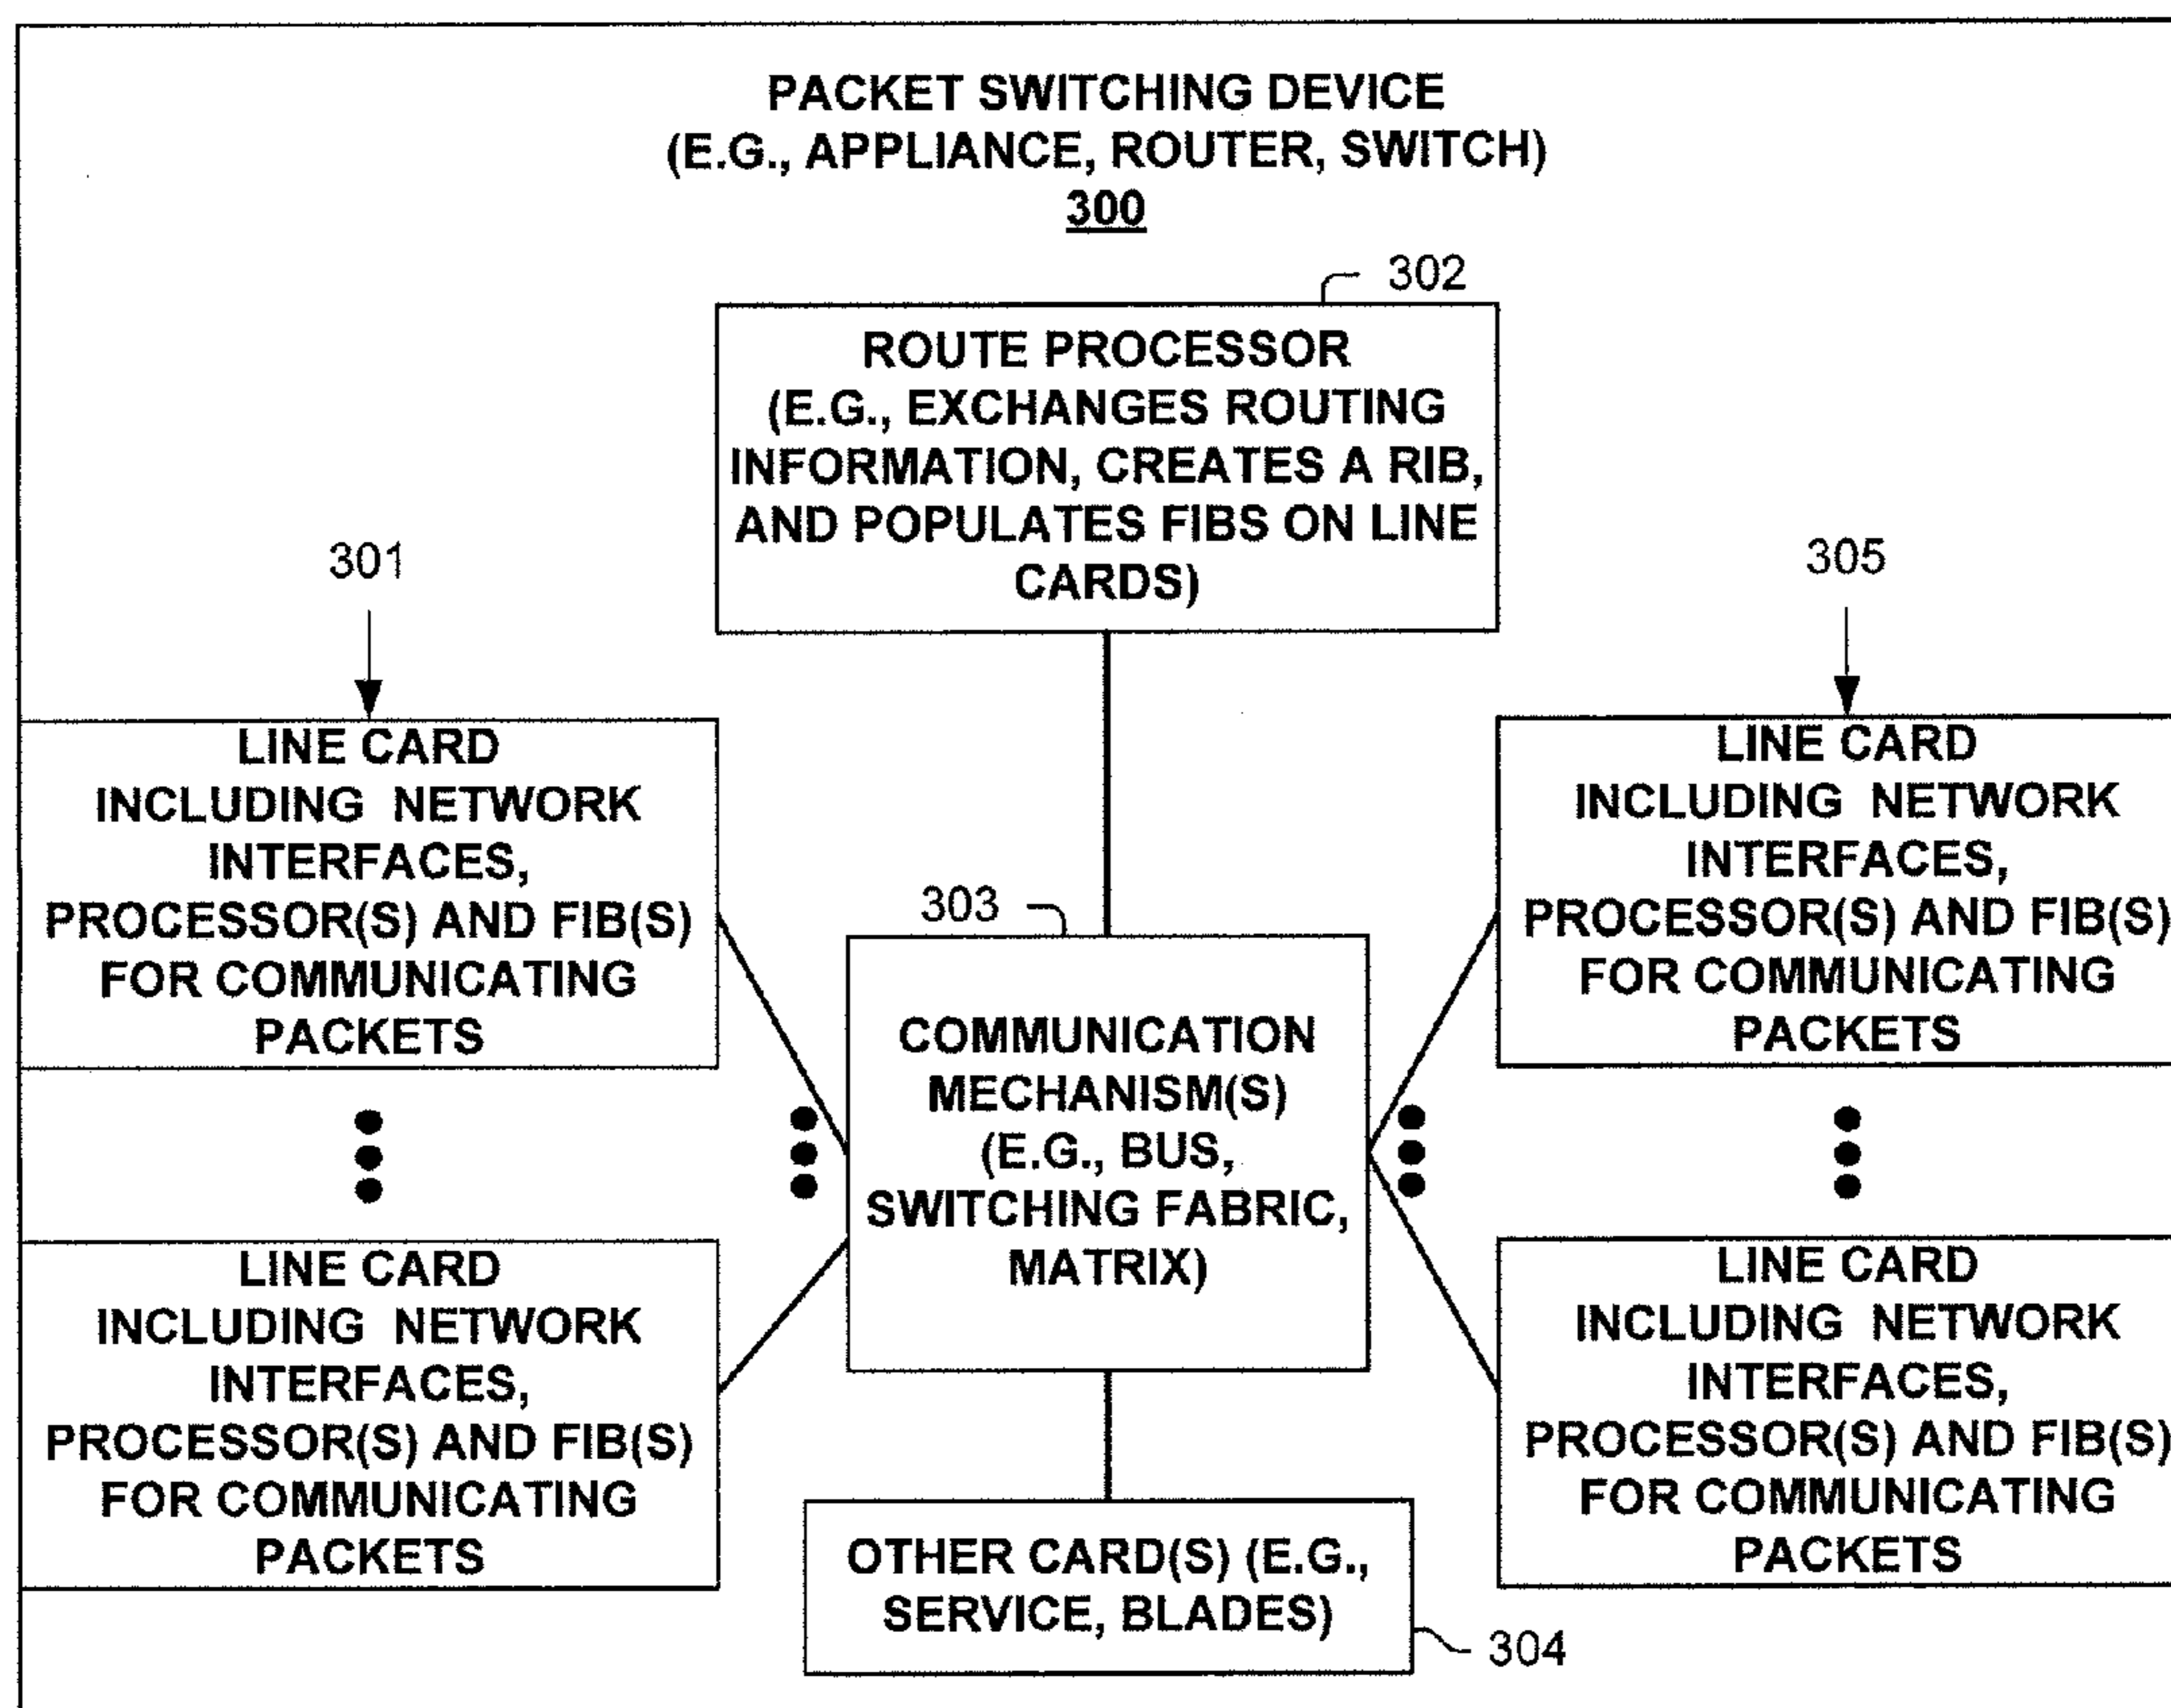 PACKET SWITCHING DEVICE
(E.G., APPLIANCE, ROUTER, SWITCH)
300
302
ROUTE PROCESSOR
(E.G., EXCHANGES ROUTING
INFORMATION, CREATES A RIB,
AND POPULATES FIBS ON LINE
CARDS)
301
305
LINE CARD
INCLUDING NETWORK
INTERFACES,
PROCESSOR(S) AND FIB(S)
FOR COMMUNICATING
PACKETS
LINE CARD
INCLUDING NETWORK
INTERFACES,
PROCESSOR(S) AND FIB(S)
FOR COMMUNICATING
PACKETS
303
COMMUNICATION
MECHANISM(S)
(E.G., BUS,
SWITCHING FABRIC,
MATRIX)
LINE CARD
INCLUDING NETWORK
INTERFACES,
PROCESSOR(S) AND FIB(S)
FOR COMMUNICATING
PACKETS
LINE CARD
INCLUDING NETWORK
INTERFACES,
PROCESSOR(S) AND FIB(S)
FOR COMMUNICATING
PACKETS
OTHER CARD(S) (E.G.,
SERVICE, BLADES)
304